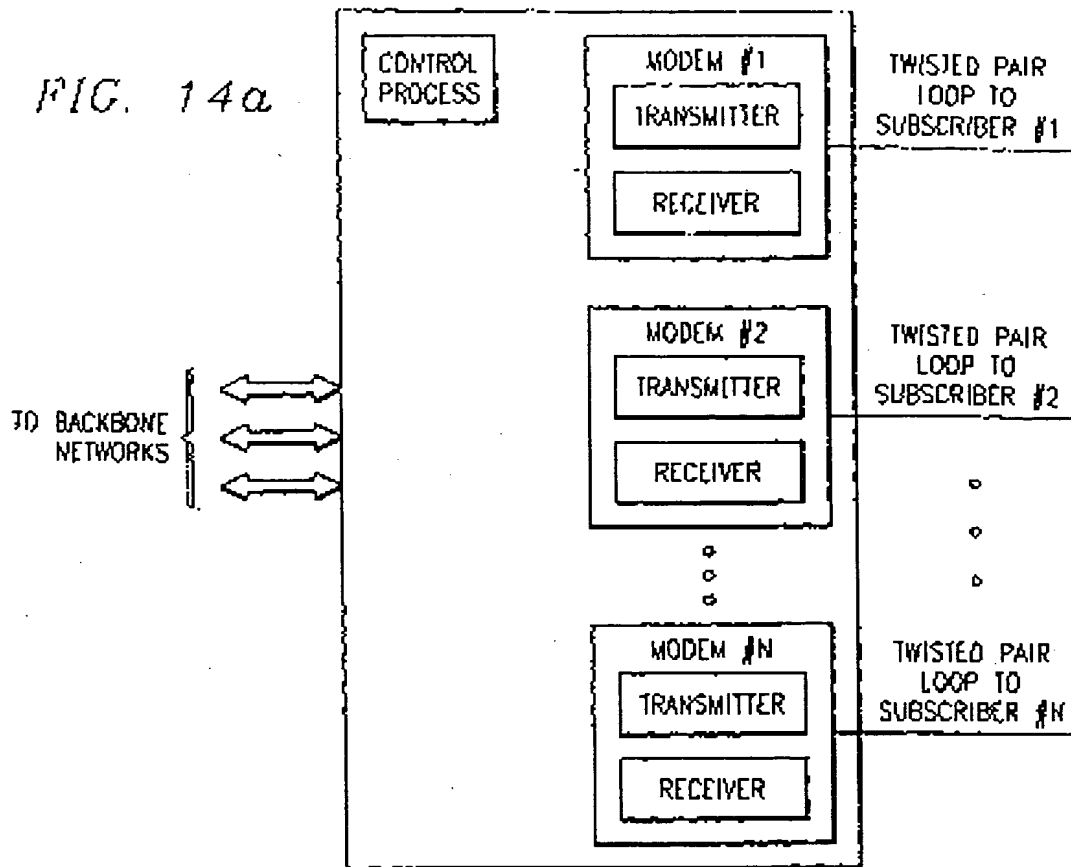 FIG. 14a
CONTROL
PROCESS
MODEM #1
TRANSMITTER
RECEIVER
TWISTED PAIR
LOOP TO
SUBSCRIBER #1
MODEM #2
TRANSMITTER
RECEIVER
TWISTED PAIR
LOOP TO
SUBSCRIBER #2
TO BACKBONE
NETWORKS
MODEM #N
TRANSMITTER
RECEIVER
TWISTED PAIR
LOOP TO
SUBSCRIBER #N